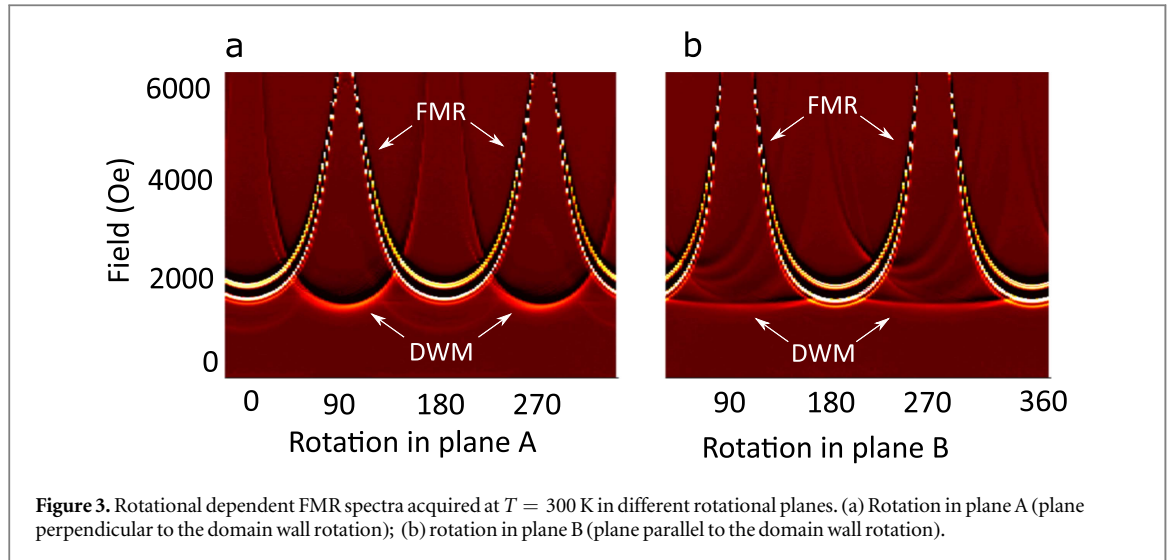 a
b
6000
4000
2000
0
Field (Oe)
FMR
DWM
0 90 180 270
Rotation in plane A
FMR
DWM
90 180 270 360
Rotation in plane B
Figure 3. Rotational dependent FMR spectra acquired at T = 300 K in different rotational planes. (a) Rotation in plane A (plane
perpendicular to the domain wall rotation); (b) rotation in plane B (plane parallel to the domain wall rotation).